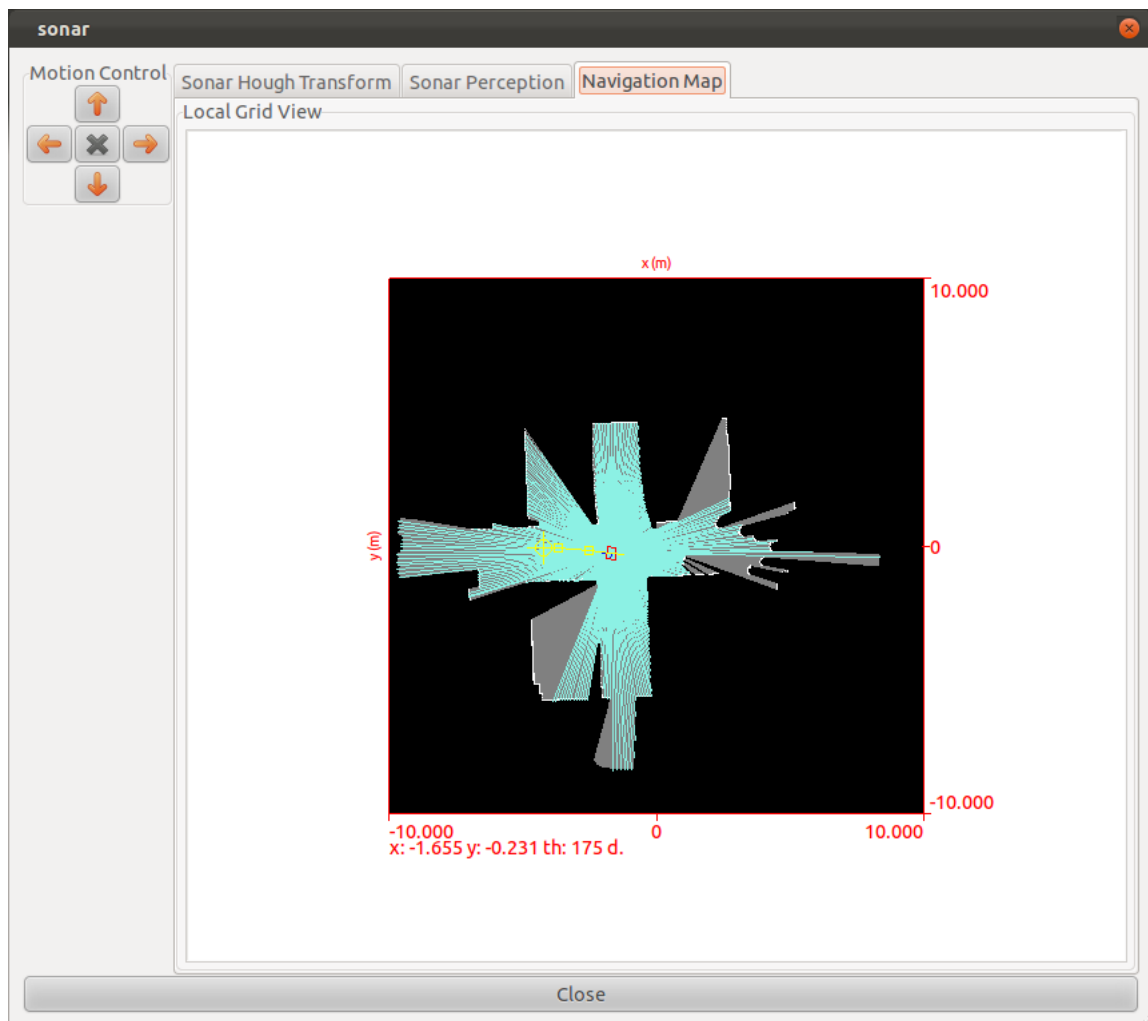 sonar
Motion Control
Sonar Hough Transform
Sonar Perception
Navigation Map
Local Grid View
x (m)
10.000
y (m)
0
-10.000
-10.000
0
10.000
x: -1.655 y: -0.231 th: 175 d.
Close